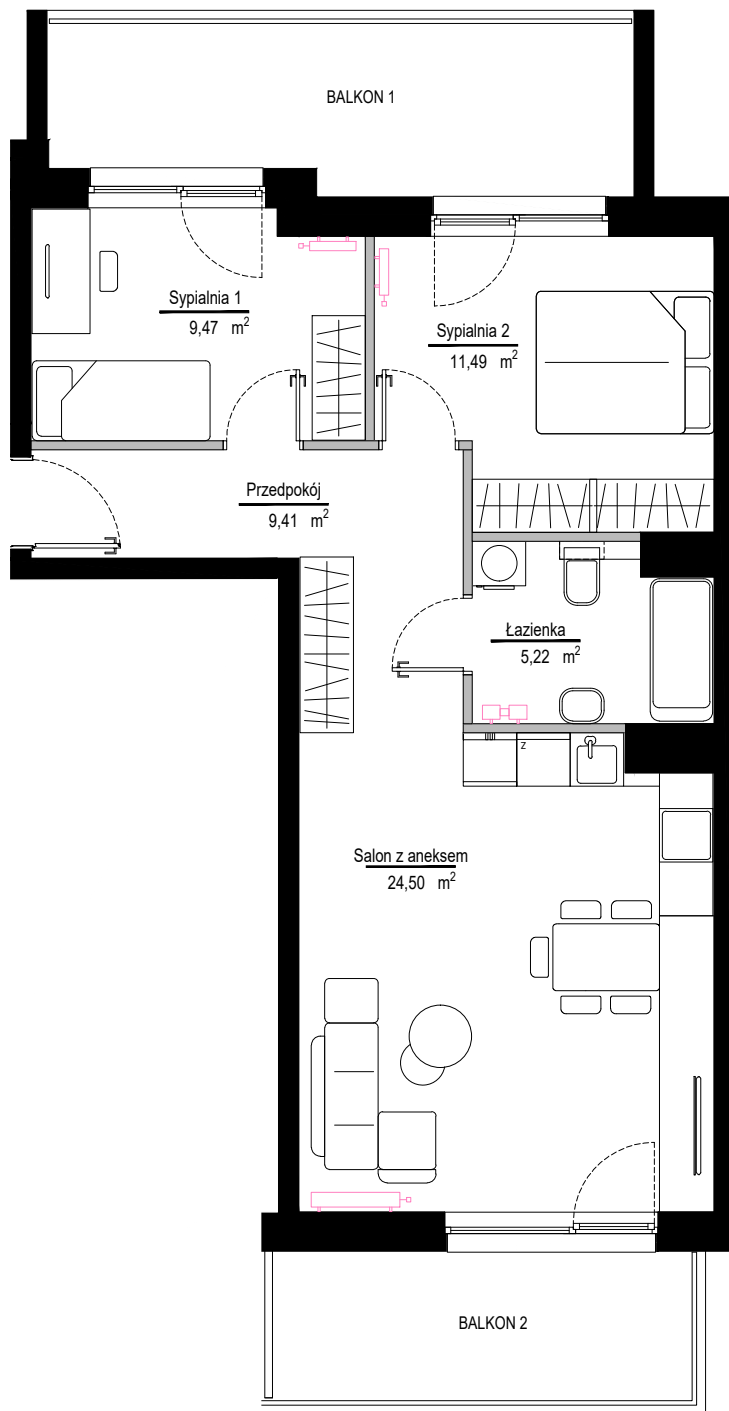 BALKON 1
Sypialnia 1
9,47 m²
Sypialnia 2
11,49 m²
Przedpokój
9,41 m²
Łazienka
5,22 m²
z
Salon z aneksem
24,50 m²
BALKON 2